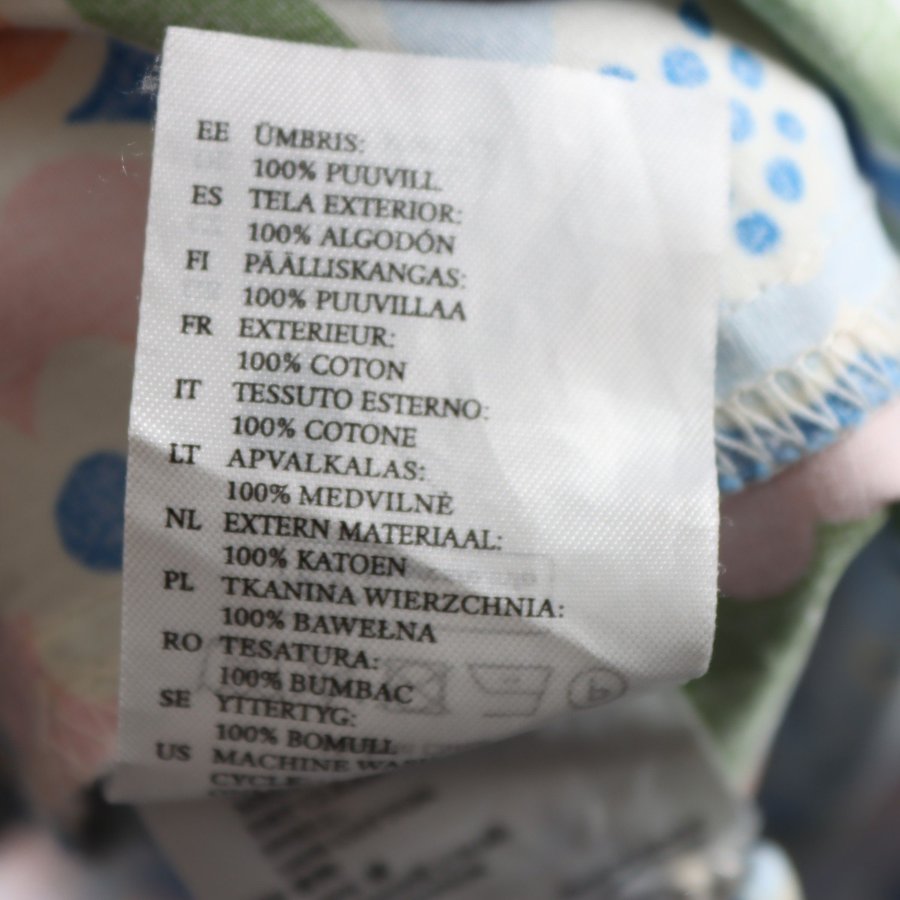 EE ÜMBRIS:
100% PUUVILL
ES TELA EXTERIOR:
100% ALGODÓN
FI PÄÄLLISKANGAS:
100% PUUVILLAA
FR EXTERIEUR:
100% COTON
IT TESSUTO ESTERNO:
100% COTONE
LT APVALKALAS:
100% MEDVILNĖ
NL EXTERN MATERIAAL:
100% KATOEN
PL TKANINA WIERZCHNIA:
100% BAWEŁNA
RO TESATURA:
100% BUMBAC
SE YTTERTYG:
100% BOMULL
US MACHINE
CYCLE